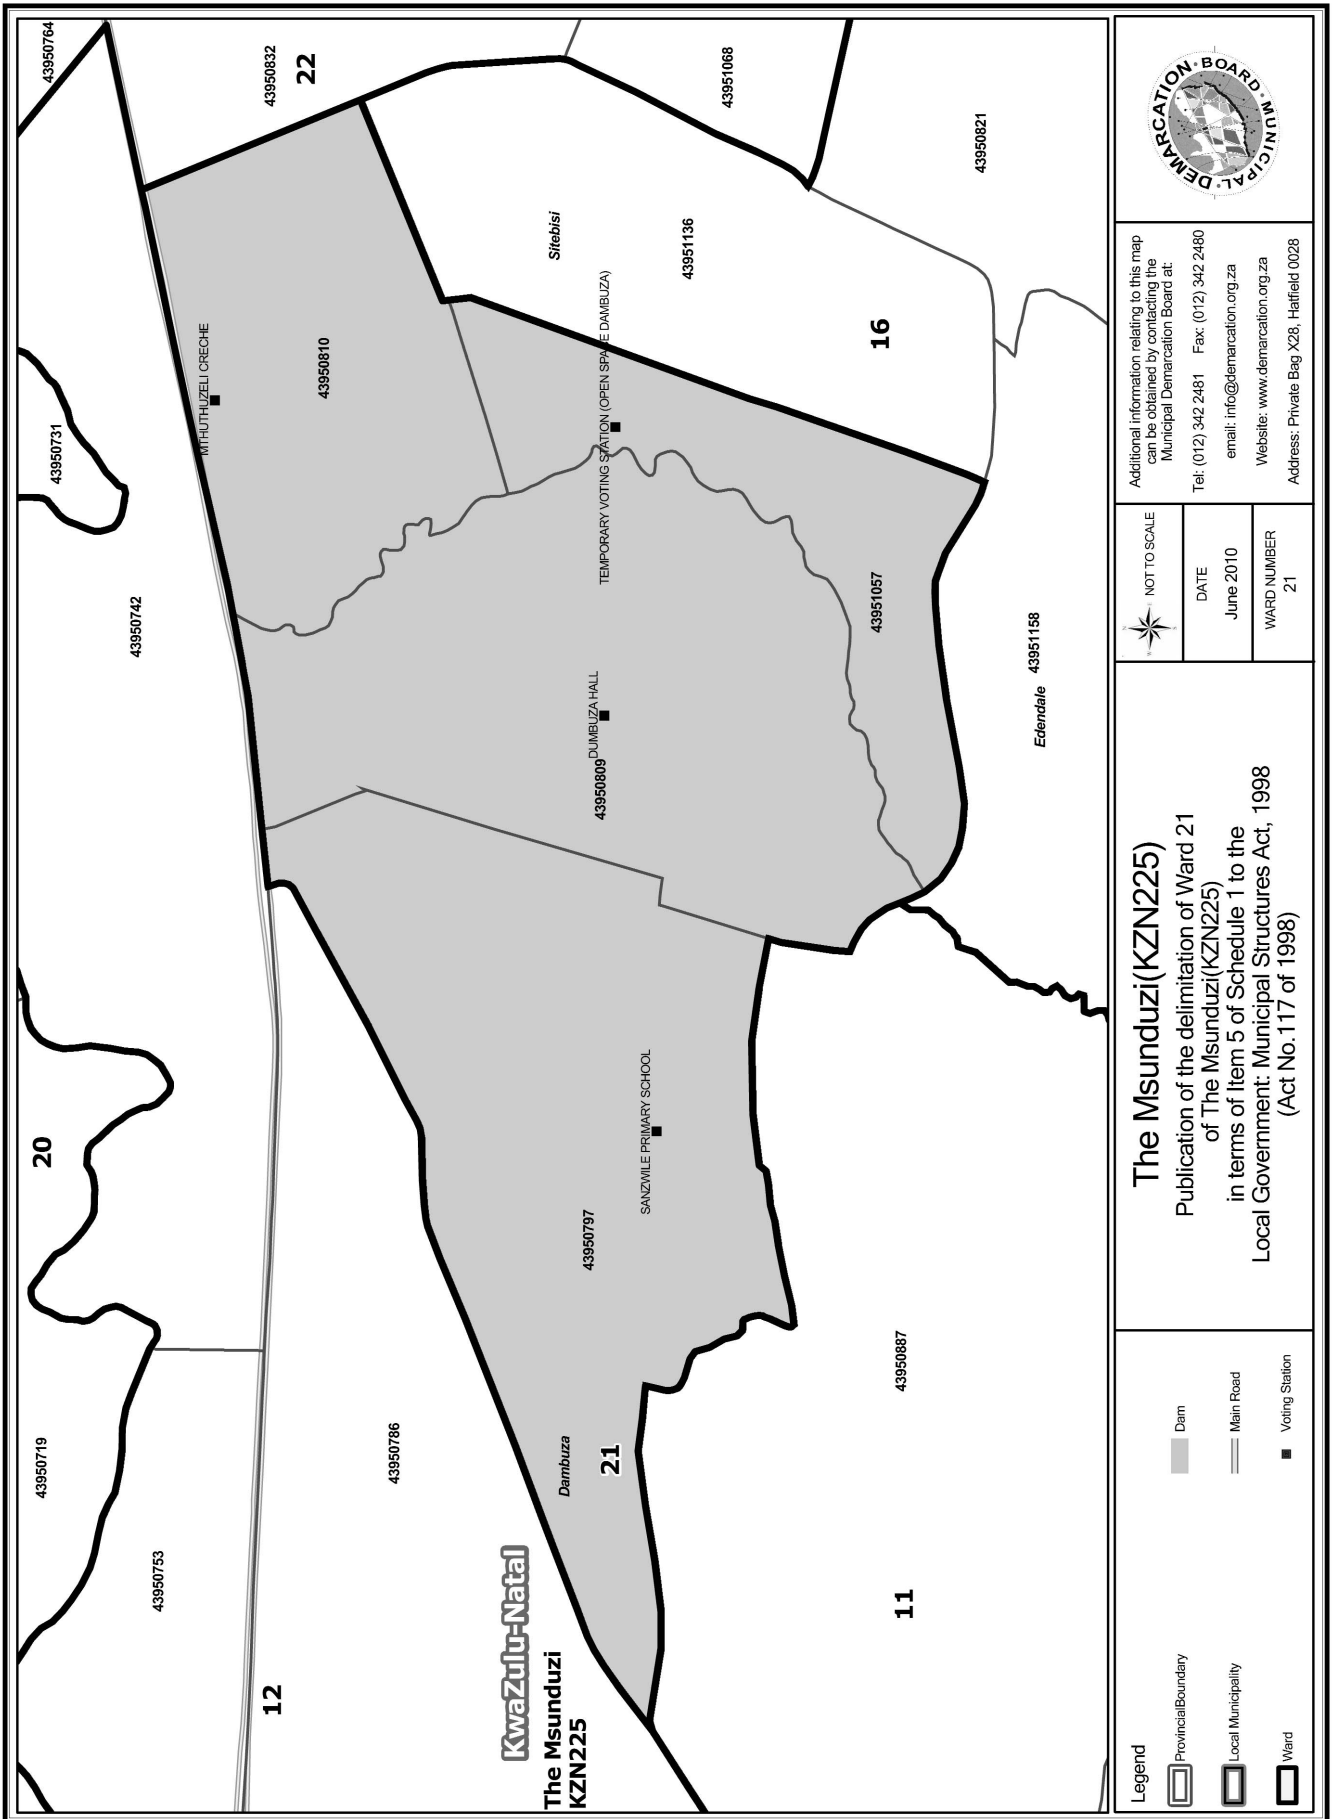 43950764
43950832
22
43951068
43950821
43950731
43950742
MTHUTHUZELI CRECHE
43950810
Sitebisi
43951136
16
TEMPORARY VOTING STATION (OPEN SPACE DAMBUZA)
43951057
DUMBUZA HALL
43950809
Edendale 43951158
20
43950719
43950753
12
43950786
SANZWILE PRIMARY SCHOOL
43950797
Dambuza
21
43950887
11
KwaZulu-Natal
The Msunduzi
KZN225
Legend
ProvincialBoundary
Local Municipality
Ward
Dam
Main Road
Voting Station
The Msunduzi(KZN225)
Publication of the delimitation of Ward 21
of The Msunduzi(KZN225)
in terms of Item 5 of Schedule 1 to the
Local Government: Municipal Structures Act, 1998
(Act No.117 of 1998)
NOT TO SCALE
DATE
June 2010
WARD NUMBER
21
Additional information relating to this map
can be obtained by contacting the
Municipal Demarcation Board at:
Tel: (012) 342 2481 Fax: (012) 342 2480
email: info@demarcation.org.za
Website: www.demarcation.org.za
Address: Private Bag X28, Hatfield 0028
MUNICIPAL DEMARCATION BOARD